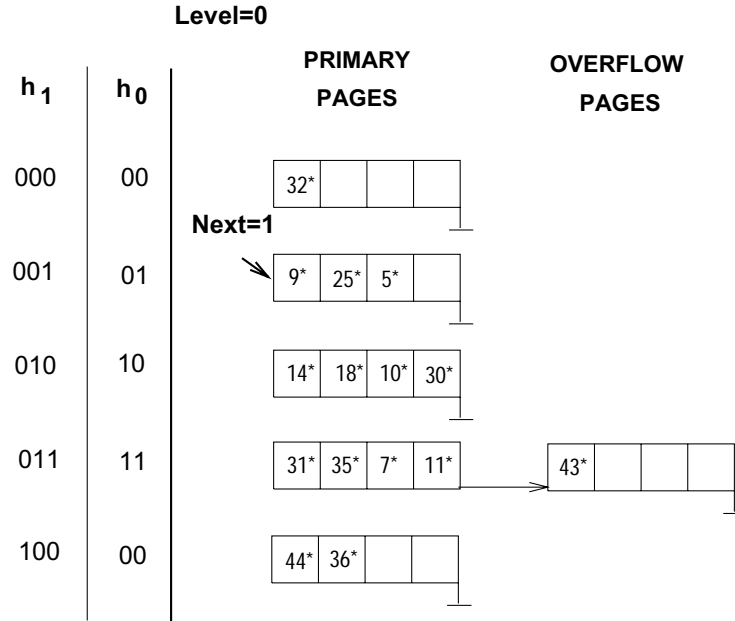 Level=0
PRIMARY
PAGES
OVERFLOW
PAGES
h1 h0
000 00 32*
Next=1
001 01 9* 25* 5*
010 10 14* 18* 10* 30*
011 11 31* 35* 7* 11* 43*
100 00 44* 36*